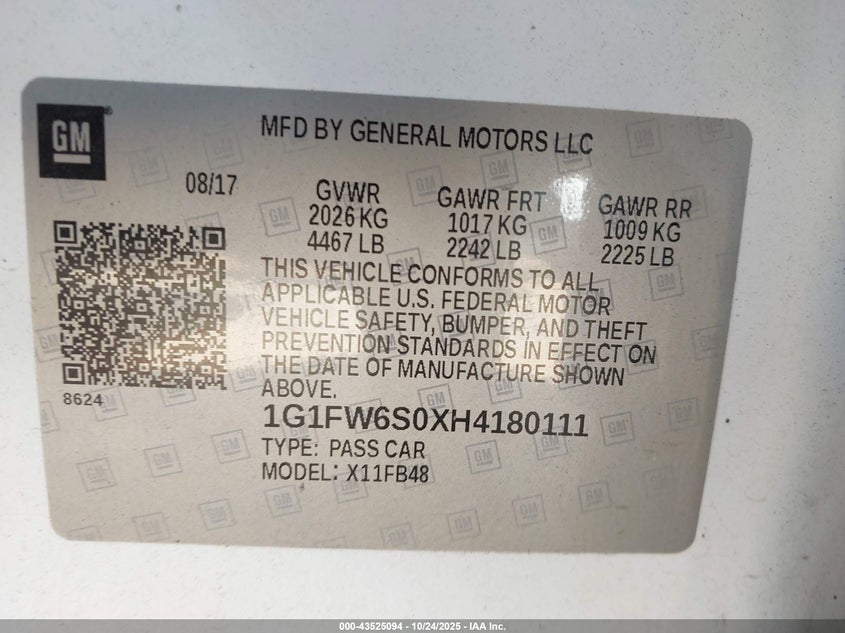 GM
MFD BY GENERAL MOTORS LLC
08/17
GVWR
2026 KG
4467 LB
GAWR FRT
1017 KG
2242 LB
GAWR RR
1009 KG
2225 LB
THIS VEHICLE CONFORMS TO ALL
APPLICABLE U.S. FEDERAL MOTOR
VEHICLE SAFETY, BUMPER, AND THEFT
PREVENTION STANDARDS IN EFFECT ON
THE DATE OF MANUFACTURE SHOWN
ABOVE.
8624
1G1FW6S0XH4180111
TYPE: PASS CAR
MODEL: X11FB48
000-43525094 - 10/24/2025 - IAA Inc.